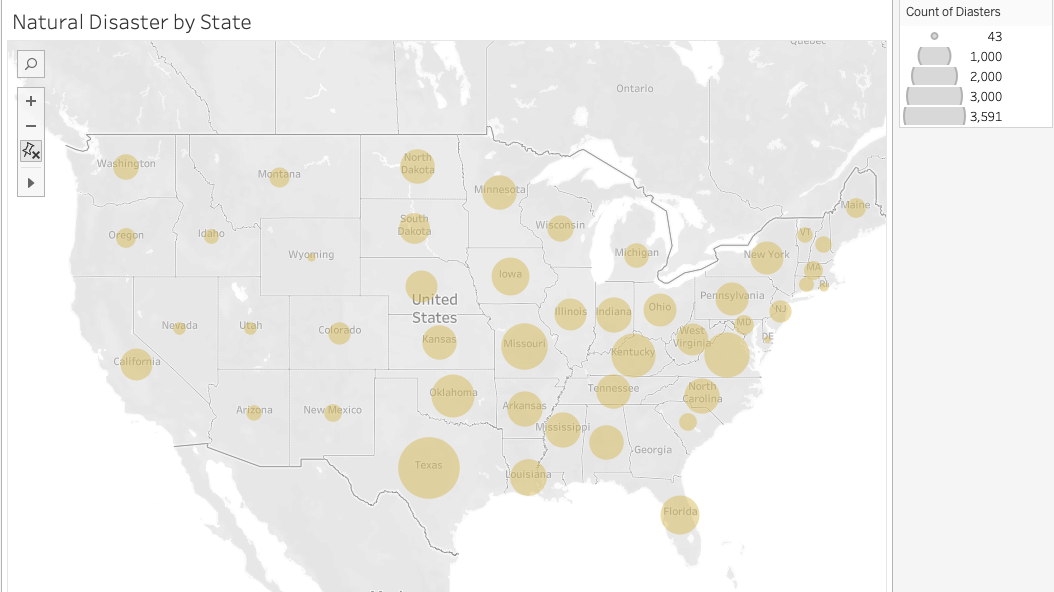 Natural Disaster by State
Count of Diasters
43
1,000
2,000
3,000
3,591
Quebec
Ontario
Washington
Montana
North
Dakota
Minnesota
Maine
Oregon
Idaho
South
Dakota
Wisconsin
VT
Wyoming
Michigan
New York
MA
RI
Iowa
United
States
Pennsylvania
Illinois
Indiana
Ohio
NJ
Nevada
Utah
Colorado
Kansas
Missouri
West
Virginia
MD
DE
California
Kentucky
Oklahoma
Tennessee
North
Carolina
Arizona
New Mexico
Arkansas
Mississippi
Georgia
Texas
Louisiana
Florida